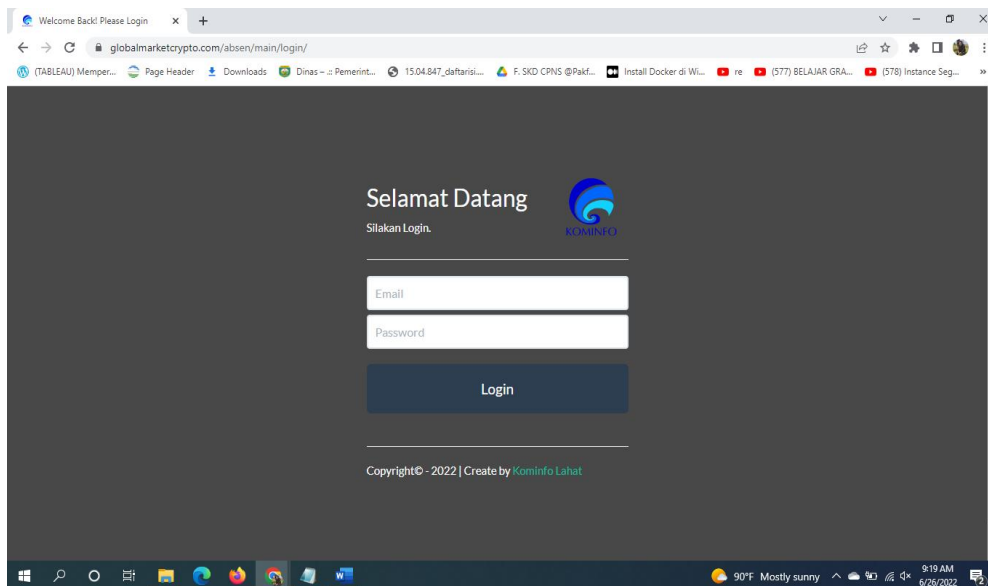 Welcome Back! Please Login
globalmarketcrypto.com/absen/main/login/
(TABLEAU) Memper... Page Header Downloads Dinas – .:: Pemerint... 15.04.847_daftarisi.... F. SKD CPNS @Pakf... Install Docker di Wi... re (577) BELAJAR GRA... (578) Instance Seg... »
Selamat Datang
Silakan Login.
KOMINFO
Email
Password
Login
Copyright© - 2022 | Create by Kominfo Lahat
90°F Mostly sunny
9:19 AM
6/26/2022
2